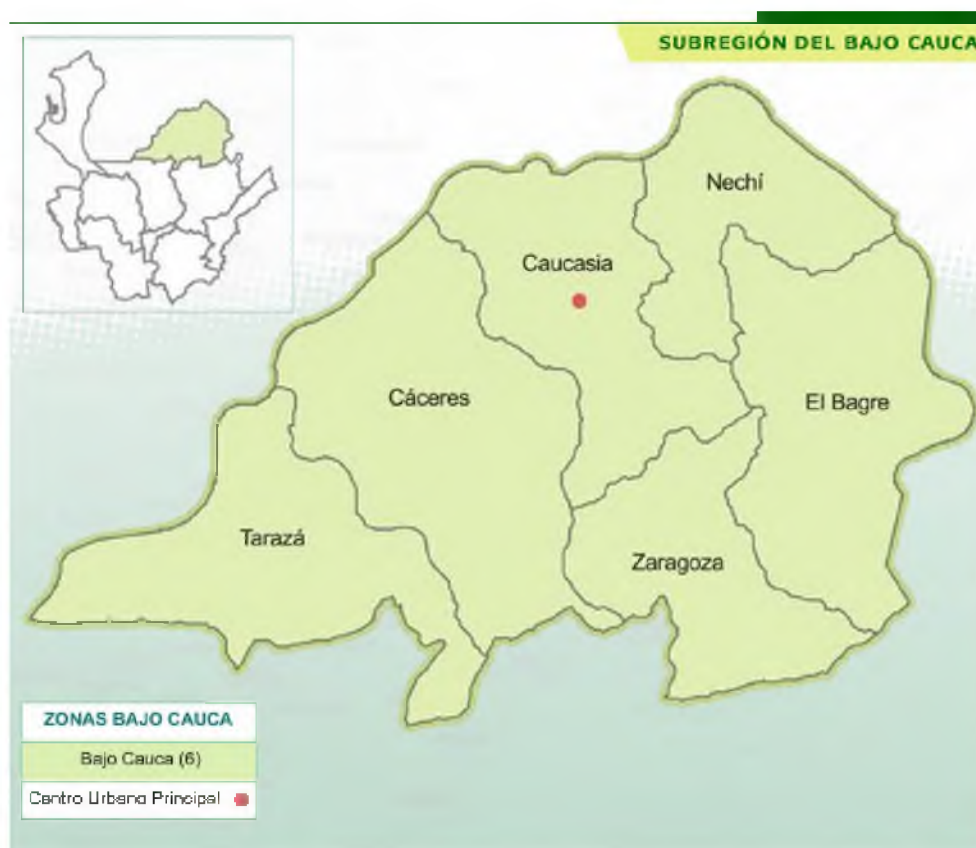 SUBREGIÓN DEL BAJO CAUCA
Nechí
Caucasia
Cáceres
El Bagre
Tarazá
Zaragoza
ZONAS BAJO CAUCA
Bajo Cauca (6)
Centro Urbano Principal